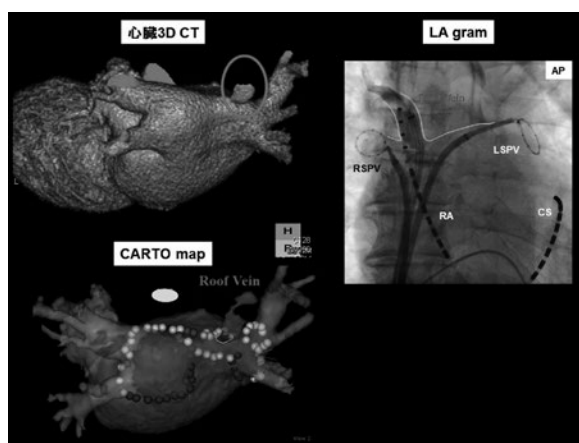 心臓3D CT
LA gram
AP
LSPV
RSPV
RA
CS
H
CARTO map
Roof Vein